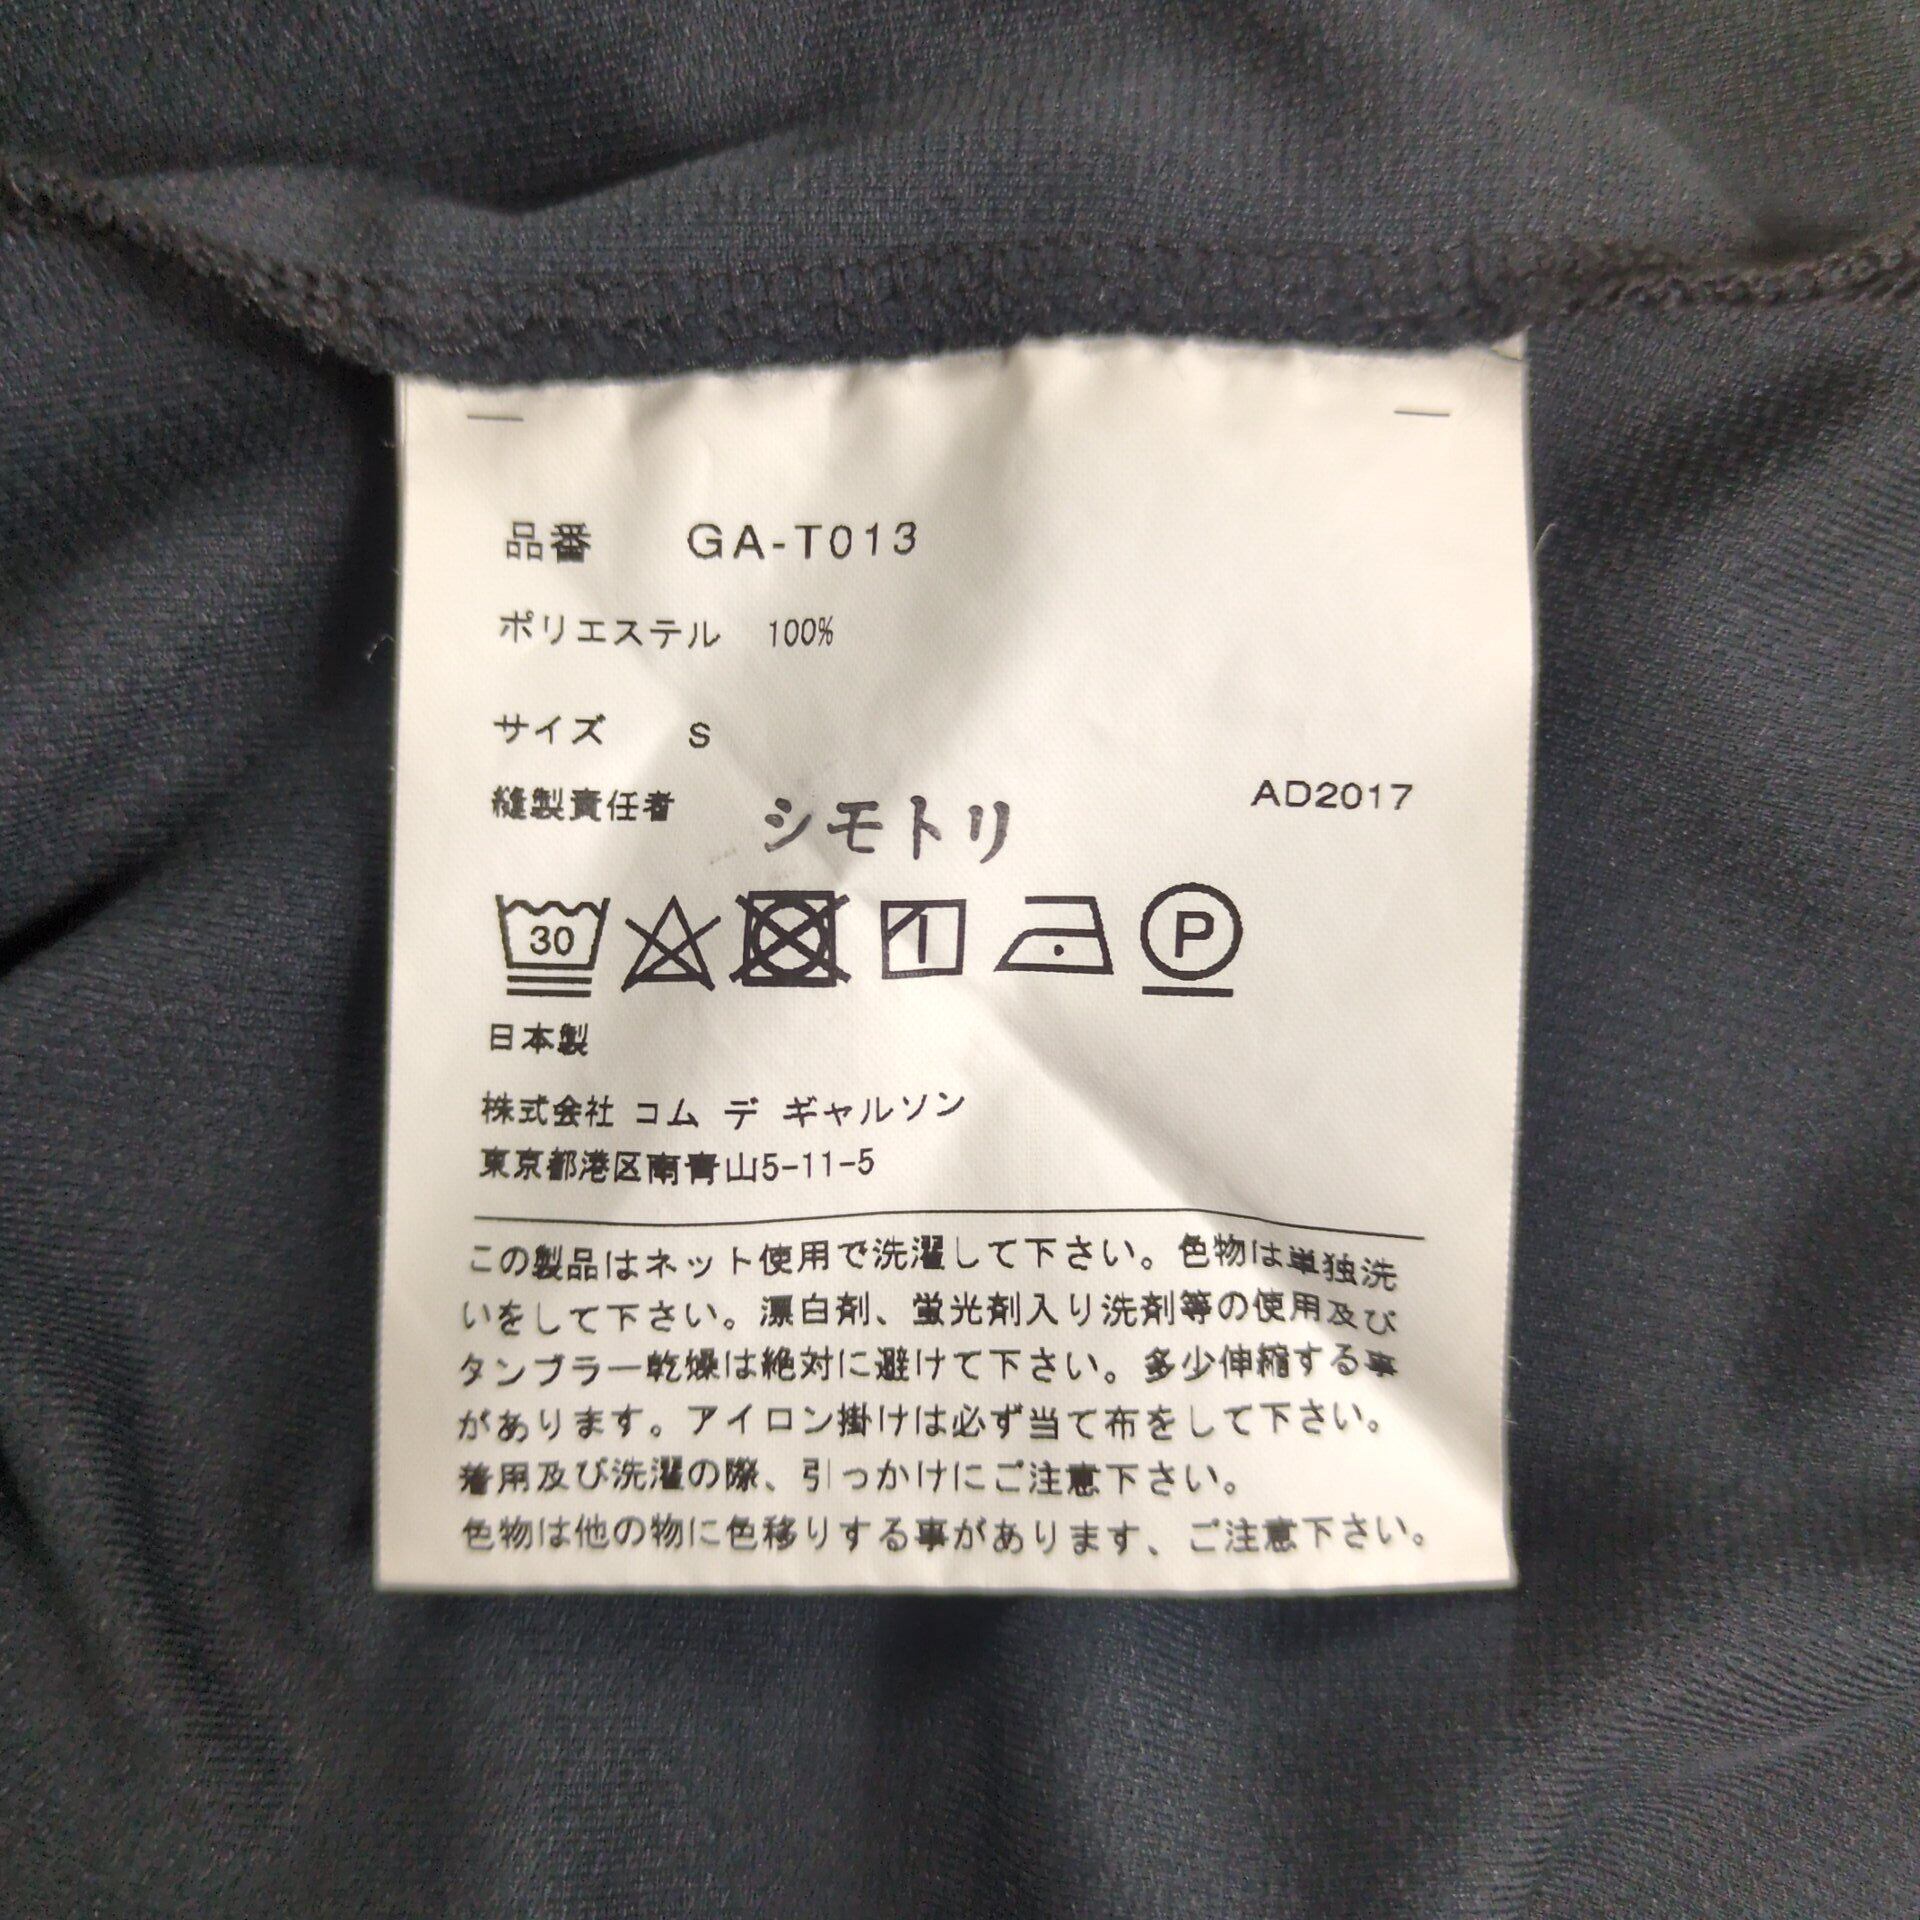 品番 GA-T013
ポリエステル 100%
サイズ S
縫製責任者 シモトリ AD2017
30 P
日本製
株式会社 コム デ ギャルソン
東京都港区南青山5-11-5
この製品はネット使用で洗濯して下さい。色物は単独洗
いをして下さい。漂白剤、蛍光剤入り洗剤等の使用及び
タンブラー乾燥は絶対に避けて下さい。多少伸縮する事
があります。アイロン掛けは必ず当て布をして下さい。
着用及び洗濯の際、引っかけにご注意下さい。
色物は他の物に色移りする事があります、ご注意下さい。